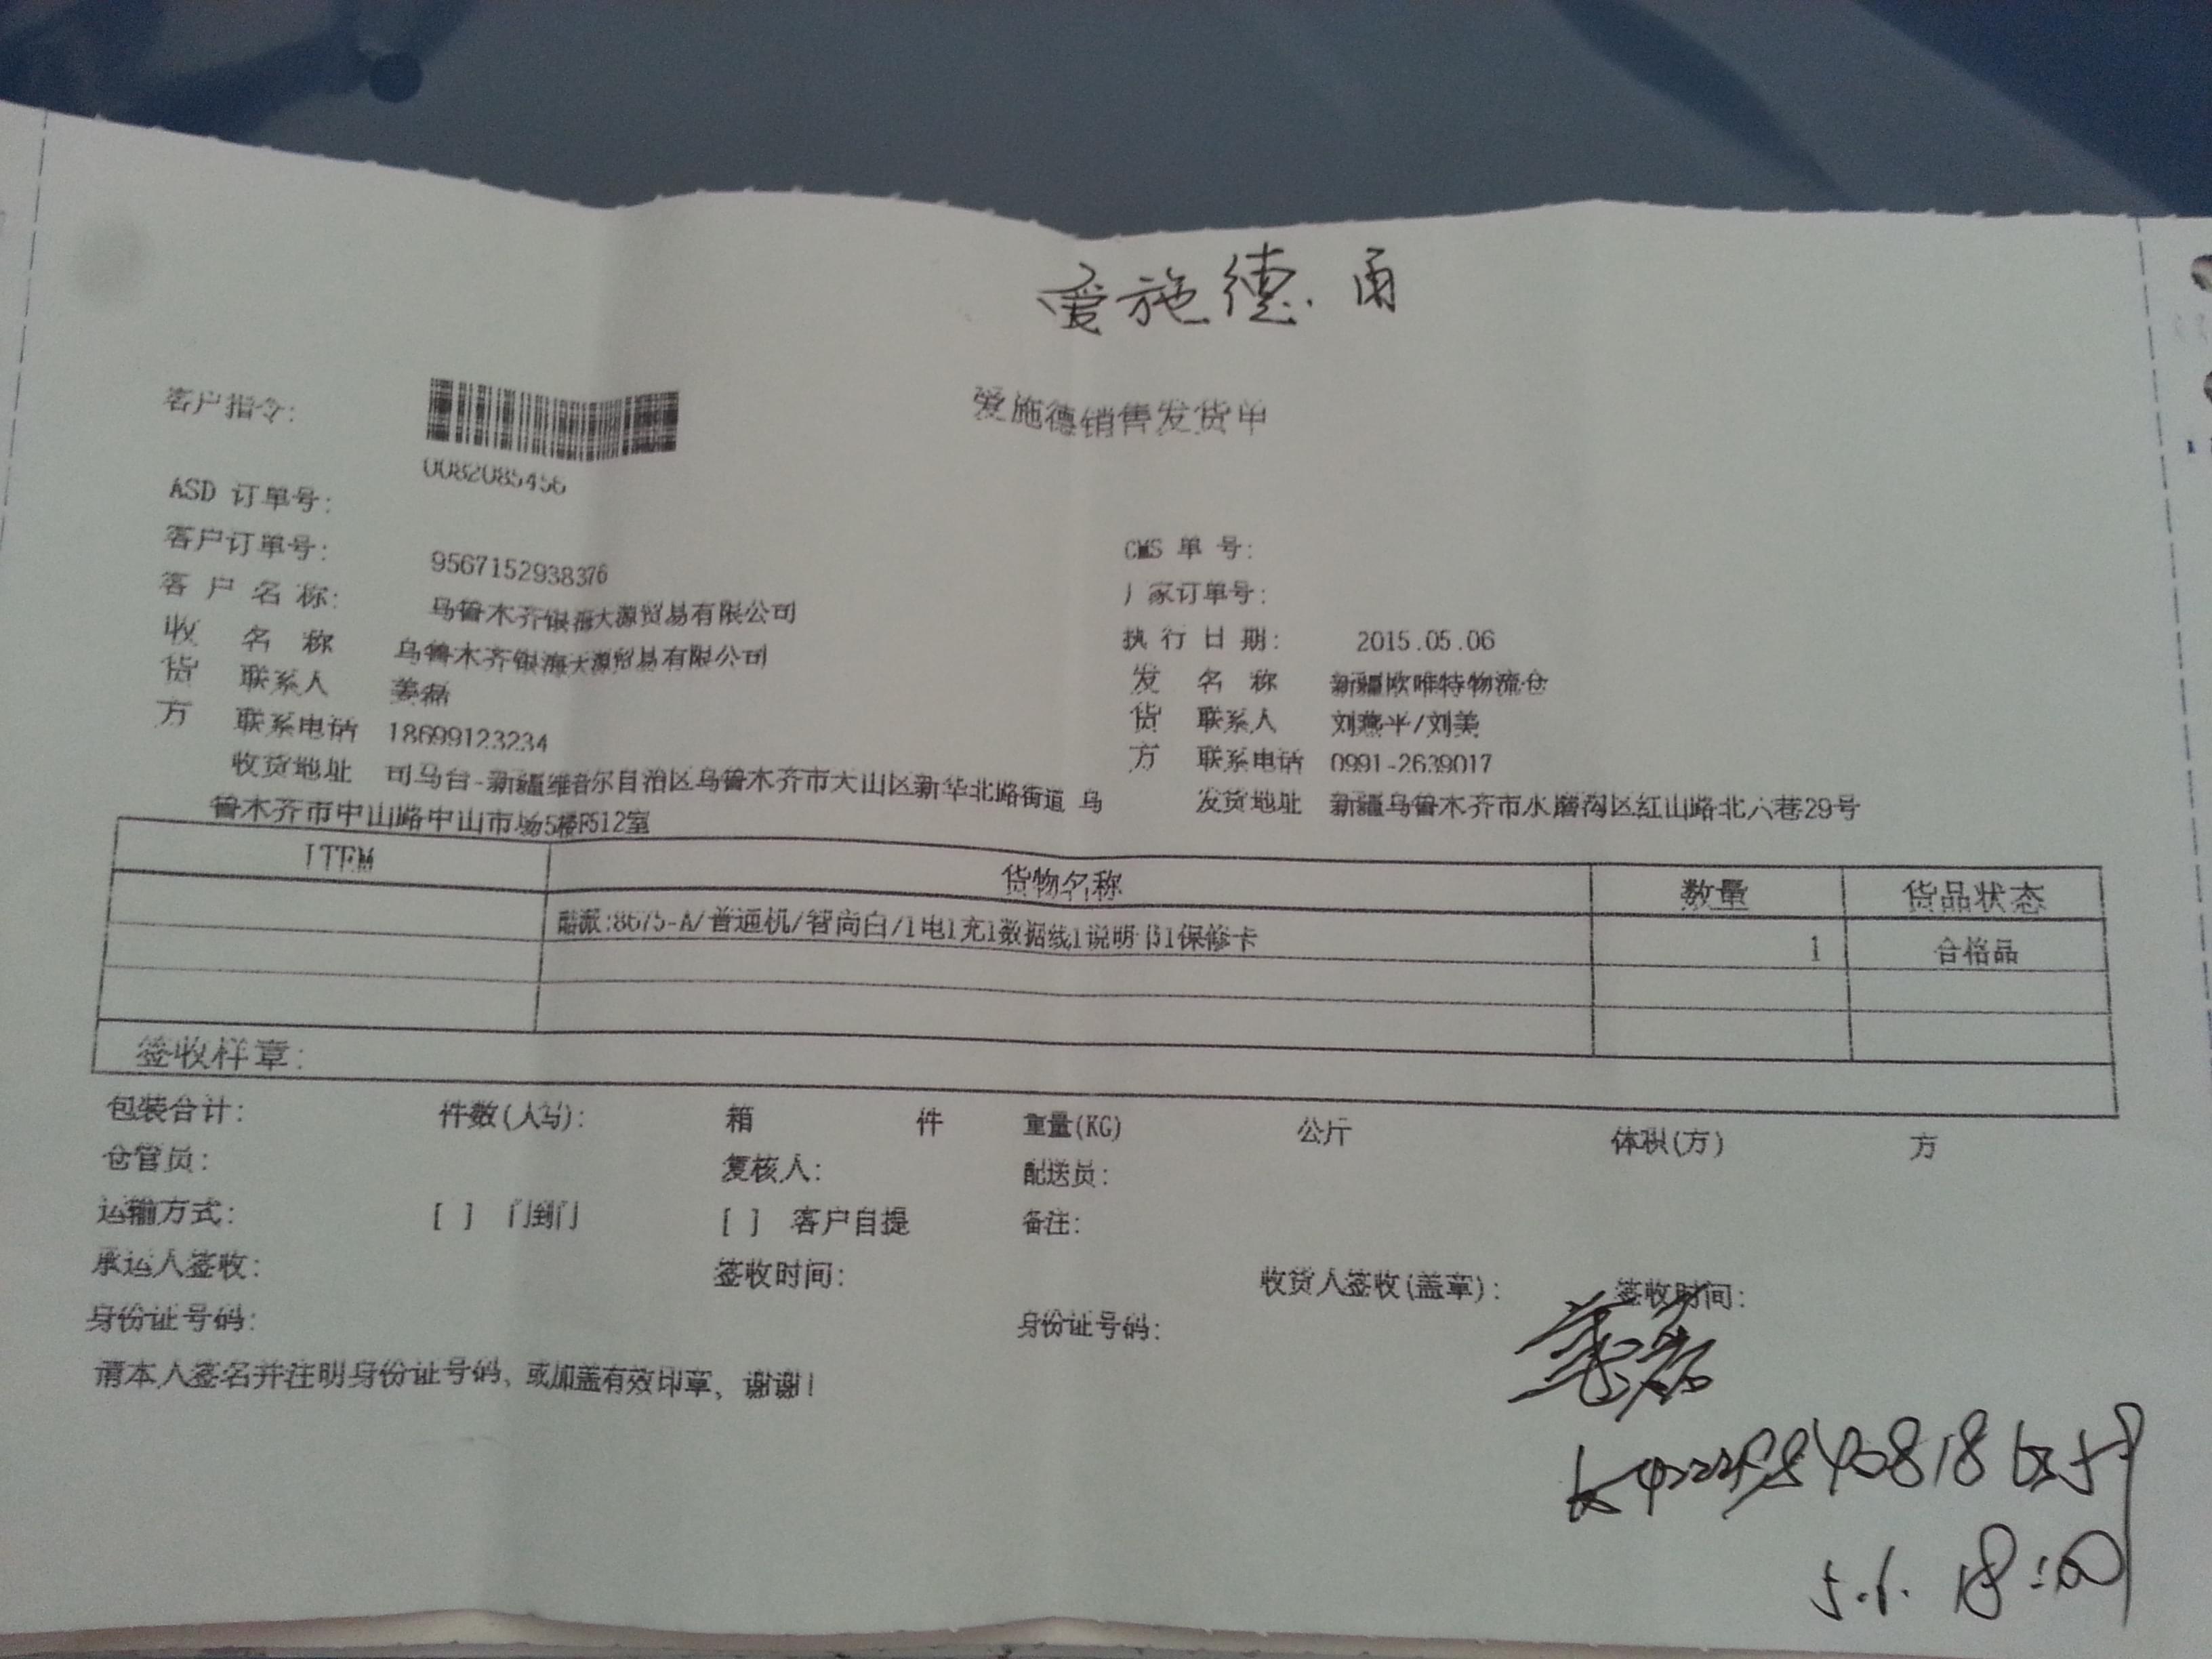 爱施德.
爱施德销售发货单
客户指令:
0082085456
ASD 订单号:
客户订单号: 9567152938376 CMS 单 号:
客 户 名 称: 乌鲁木齐银海大源贸易有限公司 厂家订单号:
收 名 称 乌鲁木齐银海大源贸易有限公司 执 行 日 期: 2015.05.06
货 联系人 姜磊 发 名 称 新疆欧唯特物流仓
方 联系电话 18699123234 货 联系人 刘燕平/刘美
收货地址 司马台-新疆维吾尔自治区乌鲁木齐市天山区新华北路街道 乌 方 联系电话 0991-2639017
鲁木齐市中山路中山市场5楼F512室 发货地址 新疆乌鲁木齐市水磨沟区红山路北六巷29号
ITEM 货物名称 数量 货品状态
酷派:8675-A/普通机/智尚白/1电1充1数据线1说明书1保修卡 1 合格品
签收样章:
包装合计: 件数(大写): 箱 件 重量(KG) 公斤 体积(方) 方
仓管员: 复核人: 配送员:
运输方式: [ ] 门到门 [ ] 客户自提 备注:
承运人签收: 签收时间: 收货人签收(盖章): 签收时间:
身份证号码: 身份证号码:
请本人签名并注明身份证号码、或加盖有效印章，谢谢!
姜磊
18:00